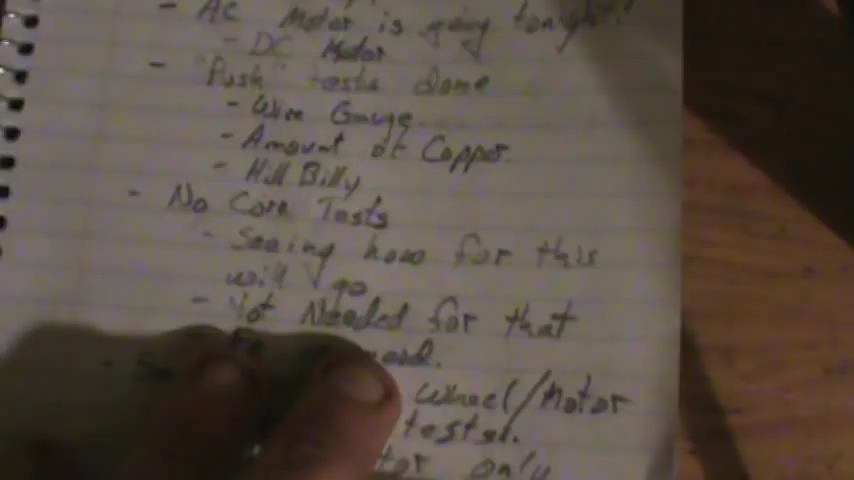 - AC Motor is going tonight!
- DC Motor
- "Push" tests done
- Wire Gauge
- Amount of Copper
- Hill Billy
- No Core Tests
- Seeing how far this
will go
- Not Needed for that
Wheel/Motor
tested.
only